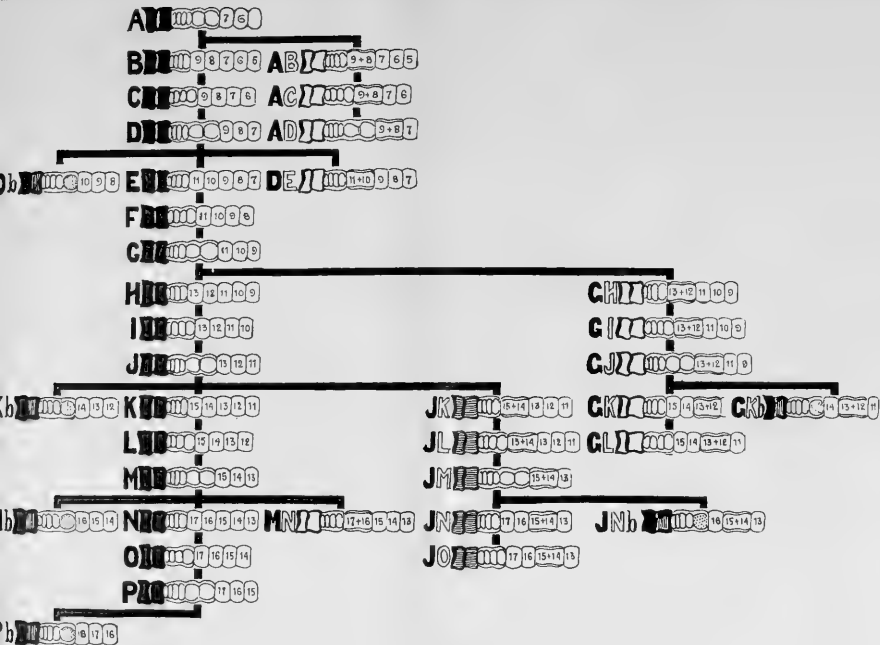 A 7 6
B 9 8 7 6 5 AB 9+8 7 6 5
C 9 8 7 6 AC 9+8 7 6
D 9 8 7 AD 9+8 7
Db 10 9 8 E 11 10 9 8 7 DE 11+10 9 8 7
F 11 10 9 8
G 11 10 9
H 13 12 11 10 9 GH 13+12 11 10 9
I 13 12 11 10 GI 13+12 11 10 9
J 13 12 11 GJ 13+12 11 9
Kb 14 13 12 K 15 14 13 12 11 JK 15+14 13 12 11 GK 15 14 13+12 GKb 14 13+12 11
L 15 14 13 12 JL 15+14 13 12 11 GL 15 14 13+12 11
M 15 14 13 JM 15+14 13
Nb 16 15 14 N 17 16 15 14 13 MN 17+16 15 14 13 JN 17 16 15+14 13 JNb 16 15+14 13
O 17 16 15 14 JO 17 16 15+14 13
P 17 16 15
Pb 18 17 16